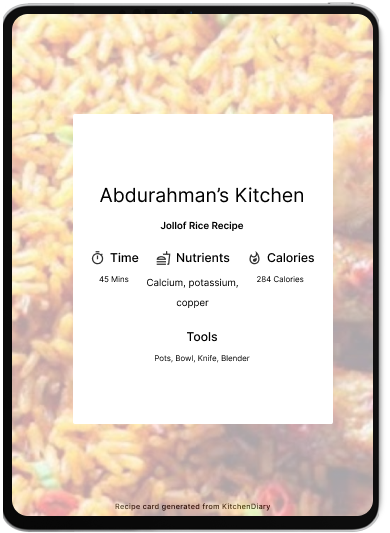 Abdurahman’s Kitchen
Jollof Rice Recipe
Time Nutrients Calories
45 Mins Calcium, potassium, 284 Calories
copper
Tools
Pots, Bowl, Knife, Blender
Recipe card generated from KitchenDiary